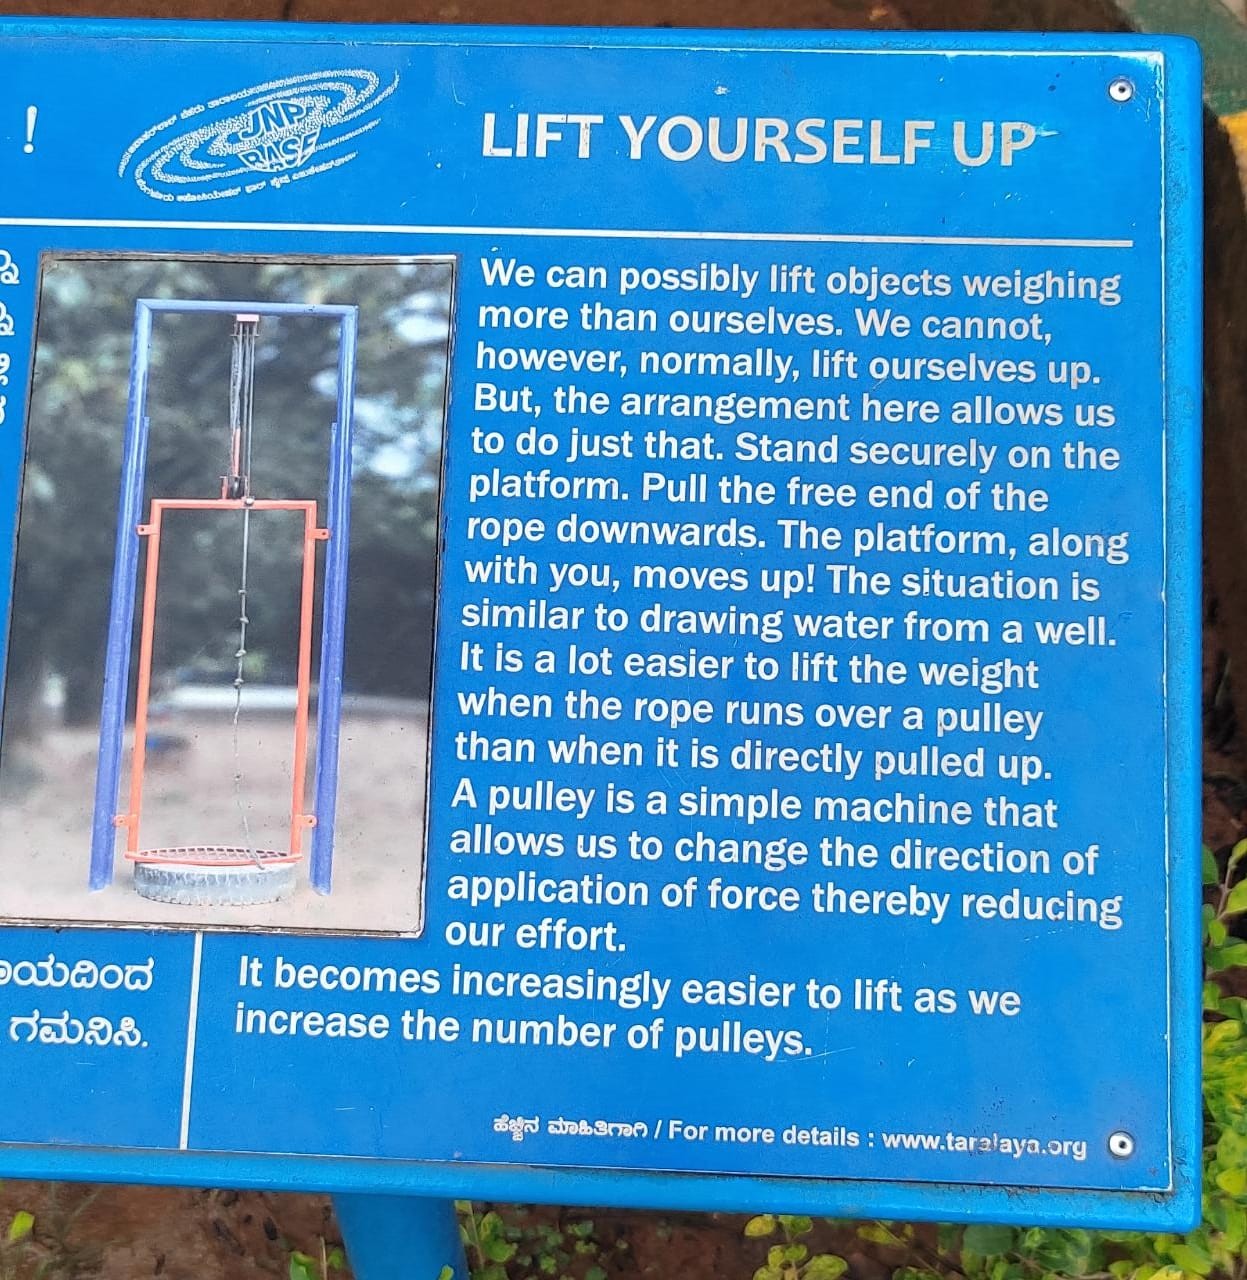 !
JNP
BASE
LIFT YOURSELF UP
We can possibly lift objects weighing
more than ourselves. We cannot,
however, normally, lift ourselves up.
But, the arrangement here allows us
to do just that. Stand securely on the
platform. Pull the free end of the
rope downwards. The platform, along
with you, moves up! The situation is
similar to drawing water from a well.
It is a lot easier to lift the weight
when the rope runs over a pulley
than when it is directly pulled up.
A pulley is a simple machine that
allows us to change the direction of
application of force thereby reducing
our effort.
It becomes increasingly easier to lift as we
increase the number of pulleys.
ಗಮನಿಸಿ.
ಹೆಚ್ಚಿನ ಮಾಹಿತಿಗಾಗಿ / For more details : www.taralaya.org